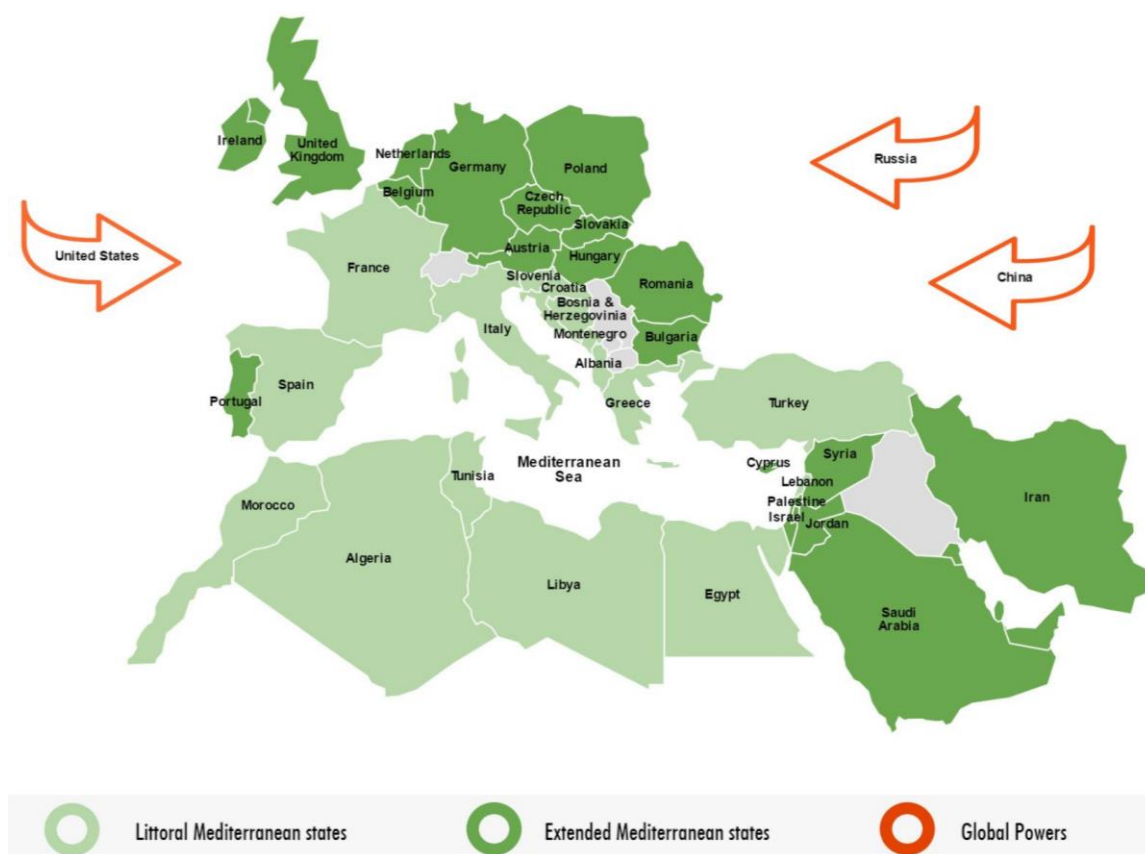 Ireland
United
Kingdom
Netherlands
Belgium
Germany
Poland
Russia
Czech
Republic
Slovakia
United States
France
Austria
Hungary
China
Slovenia
Croatia
Romania
Bosnia &
Herzegovinia
Italy
Montenegro
Bulgaria
Albania
Spain
Portugal
Greece
Turkey
Mediterranean
Sea
Cyprus
Syria
Tunisia
Lebanon
Morocco
Palestine
Israel
Jordan
Iran
Algeria
Libya
Egypt
Saudi
Arabia
Littoral Mediterranean states
Extended Mediterranean states
Global Powers